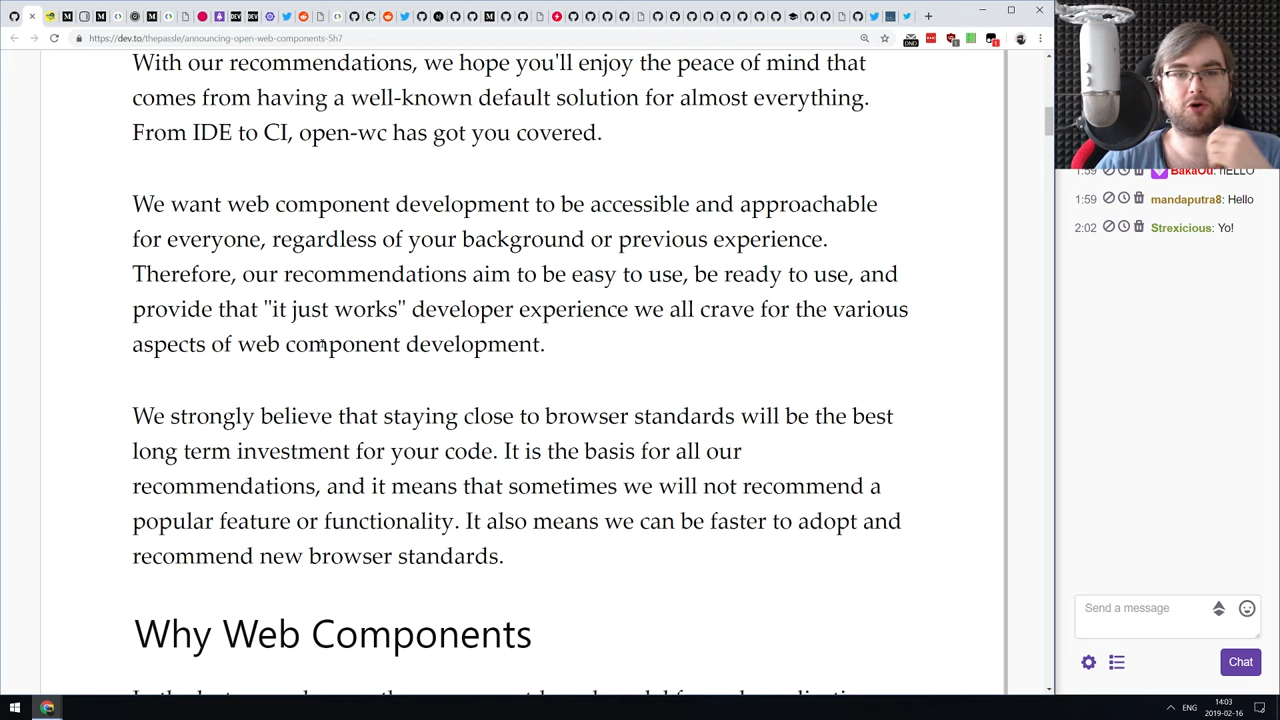 https://dev.to/thepassle/announcing-open-web-components-5h7
With our recommendations, we hope you'll enjoy the peace of mind that
comes from having a well-known default solution for almost everything.
From IDE to CI, open-wc has got you covered.
We want web component development to be accessible and approachable
for everyone, regardless of your background or previous experience.
Therefore, our recommendations aim to be easy to use, be ready to use, and
provide that "it just works" developer experience we all crave for the various
aspects of web component development.
We strongly believe that staying close to browser standards will be the best
long term investment for your code. It is the basis for all our
recommendations, and it means that sometimes we will not recommend a
popular feature or functionality. It also means we can be faster to adopt and
recommend new browser standards.
Why Web Components
1:59 BakaOu: hELLO
1:59 mandaputra8: Hello
2:02 Strexicious: Yo!
Send a message
Chat
ENG
14:03
2019-02-16